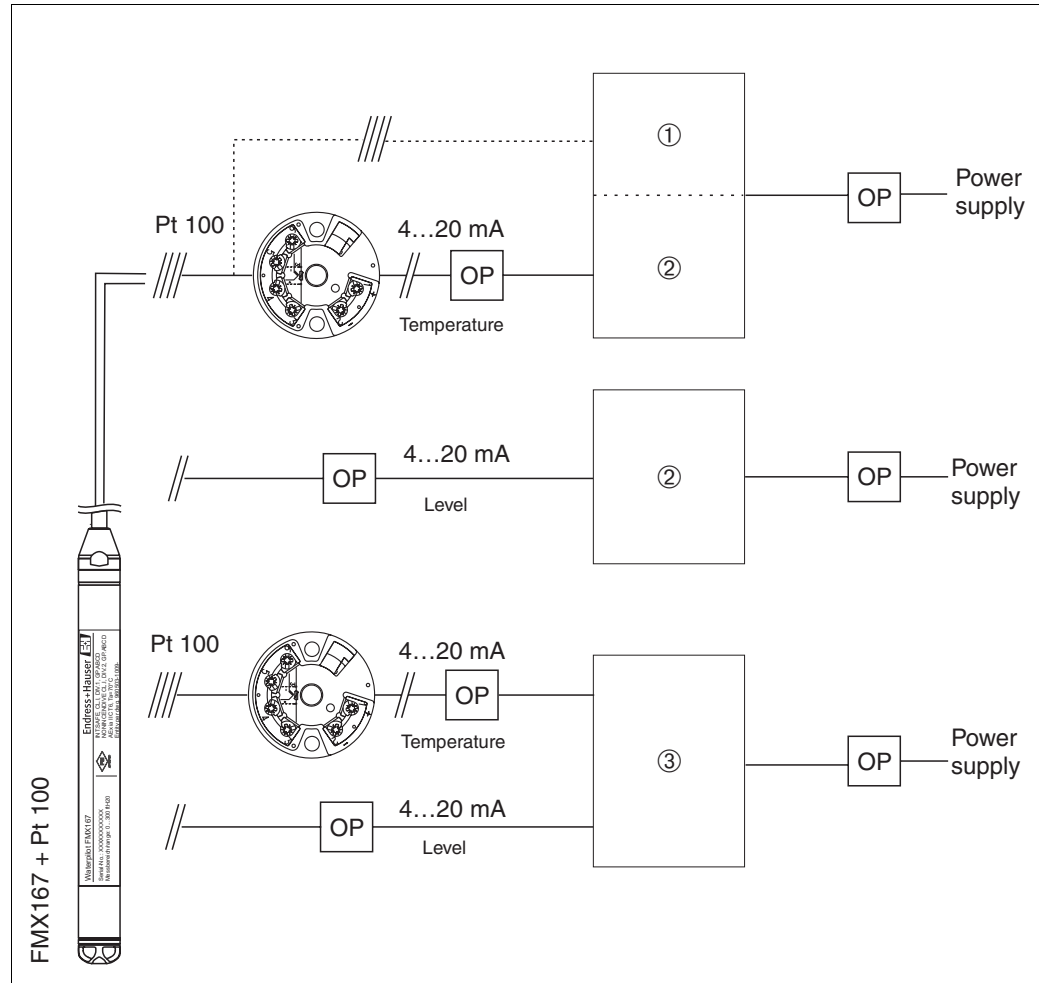 ①
Pt 100
4…20 mA
OP
Temperature
②
OP
Power
supply
OP
4…20 mA
Level
②
OP
Power
supply
Pt 100
4…20 mA
OP
Temperature
OP
4…20 mA
Level
③
OP
Power
supply
FMX167 + Pt 100
Waterpilot FMX167
Endress+Hauser